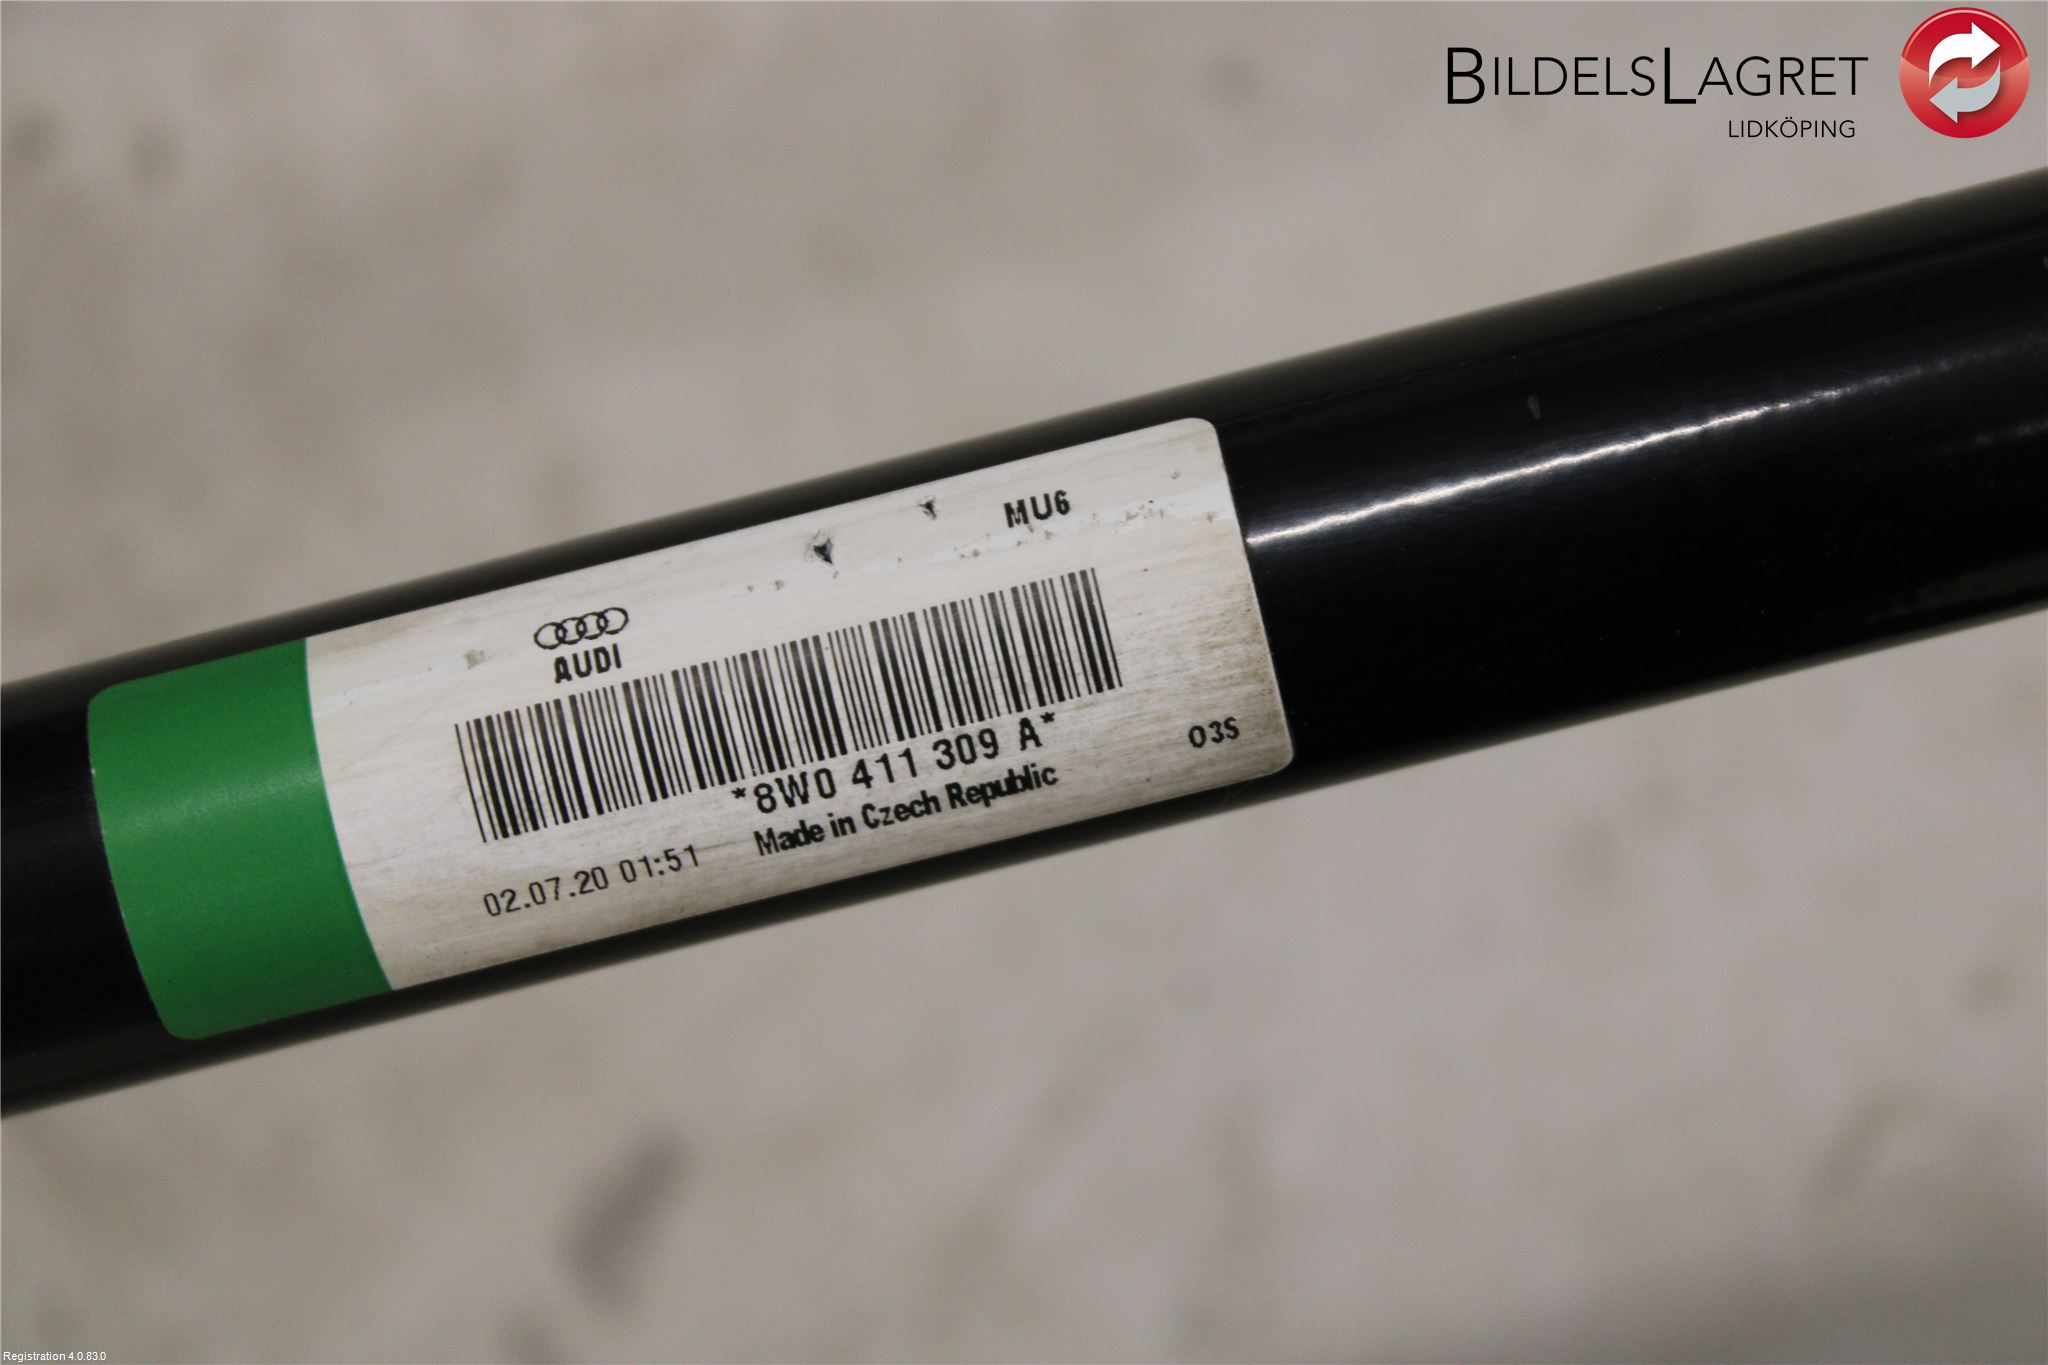 BILDELSLAGRET
LIDKÖPING
MU6
AUDI
*8W0 411 309 A*
Made in Czech Republic
03S
02.07.20 01:51
Registration 4.0.83.0